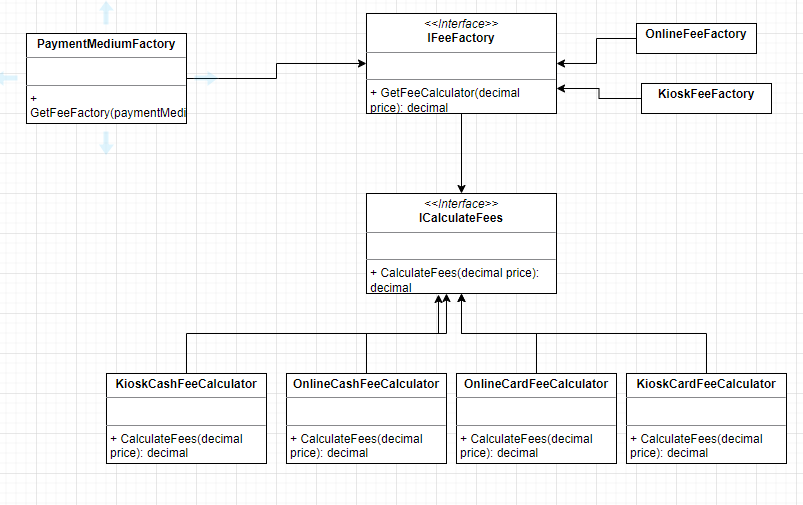 PaymentMediumFactory
+
GetFeeFactory(paymentMedi
<<Interface>>
IFeeFactory
+ GetFeeCalculator(decimal
price): decimal
OnlineFeeFactory
KioskFeeFactory
<<Interface>>
ICalculateFees
+ CalculateFees(decimal price):
decimal
KioskCashFeeCalculator
+ CalculateFees(decimal
price): decimal
OnlineCashFeeCalculator
+ CalculateFees(decimal
price): decimal
OnlineCardFeeCalculator
+ CalculateFees(decimal
price): decimal
KioskCardFeeCalculator
+ CalculateFees(decimal
price): decimal